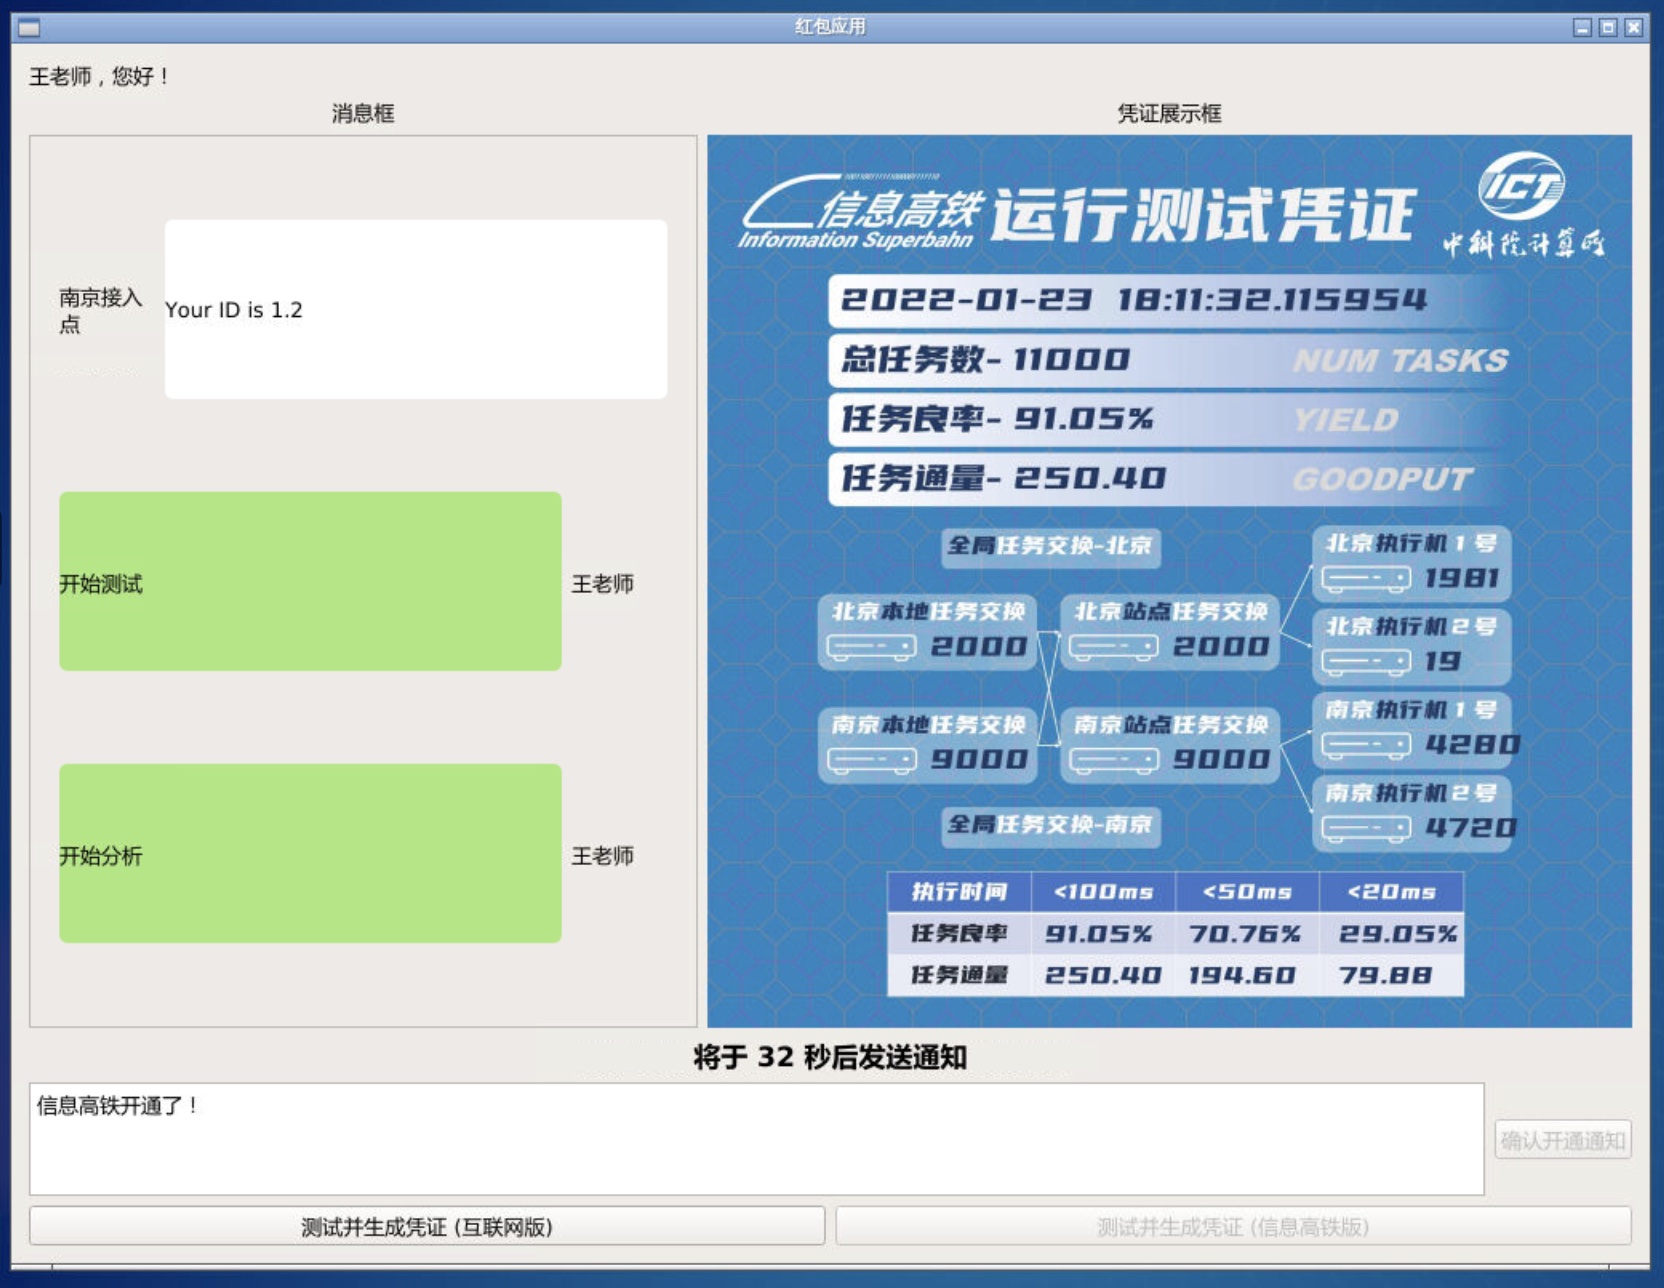 红包应用
王老师，您好！
消息框
凭证展示框
南京接入
点
Your ID is 1.2
开始测试
王老师
开始分析
王老师
信息高铁
Information Superbahn
运行测试凭证
ICT
中科院计算所
2022-01-23 18:11:32.115954
总任务数- 11000 NUM TASKS
任务良率- 91.05% YIELD
任务通量- 250.40 GOODPUT
全局任务交换-北京
北京本地任务交换
2000
北京站点任务交换
2000
北京执行机1号
1981
北京执行机2号
19
南京本地任务交换
9000
南京站点任务交换
9000
南京执行机1号
4280
南京执行机2号
4720
全局任务交换-南京
执行时间 <100ms <50ms <20ms
任务良率 91.05% 70.76% 29.05%
任务通量 250.40 194.60 79.88
将于 32 秒后发送通知
信息高铁开通了！
确认开通通知
测试并生成凭证 (互联网版)
测试并生成凭证 (信息高铁版)